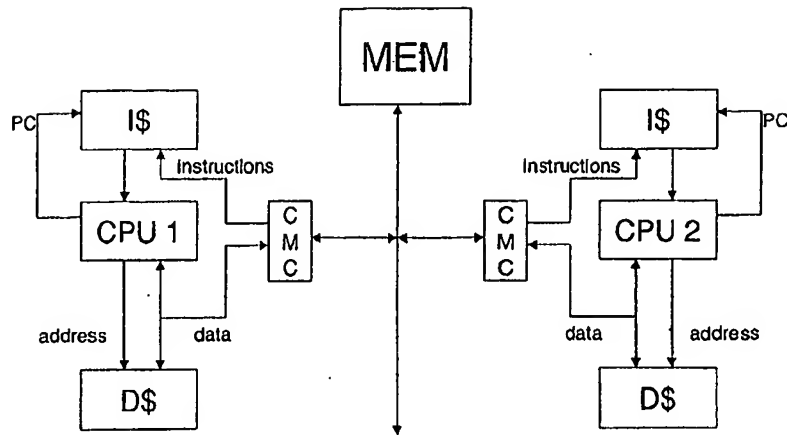 MEM
PC
I$
I$
PC
instructions
instructions
CPU 1
C
M
C
C
M
C
CPU 2
address
data
data
address
D$
D$